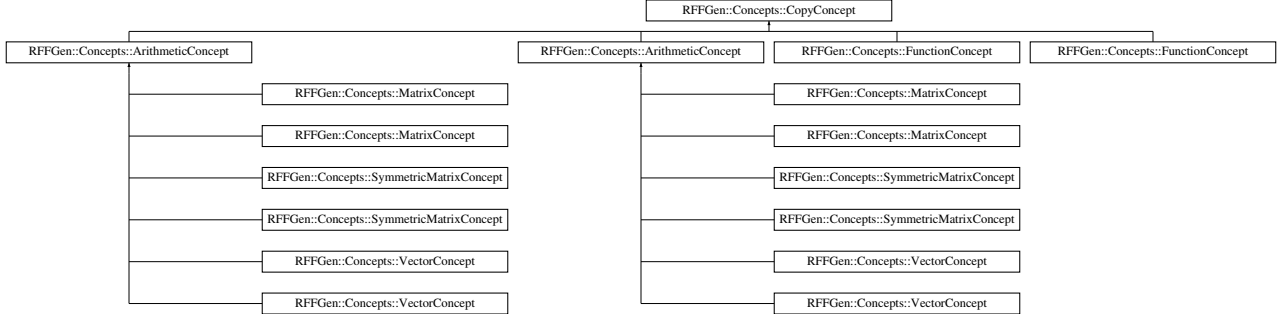 RFFGen::Concepts::CopyConcept
RFFGen::Concepts::ArithmeticConcept RFFGen::Concepts::ArithmeticConcept RFFGen::Concepts::FunctionConcept RFFGen::Concepts::FunctionConcept
RFFGen::Concepts::MatrixConcept RFFGen::Concepts::MatrixConcept
RFFGen::Concepts::MatrixConcept RFFGen::Concepts::MatrixConcept
RFFGen::Concepts::SymmetricMatrixConcept RFFGen::Concepts::SymmetricMatrixConcept
RFFGen::Concepts::SymmetricMatrixConcept RFFGen::Concepts::SymmetricMatrixConcept
RFFGen::Concepts::VectorConcept RFFGen::Concepts::VectorConcept
RFFGen::Concepts::VectorConcept RFFGen::Concepts::VectorConcept